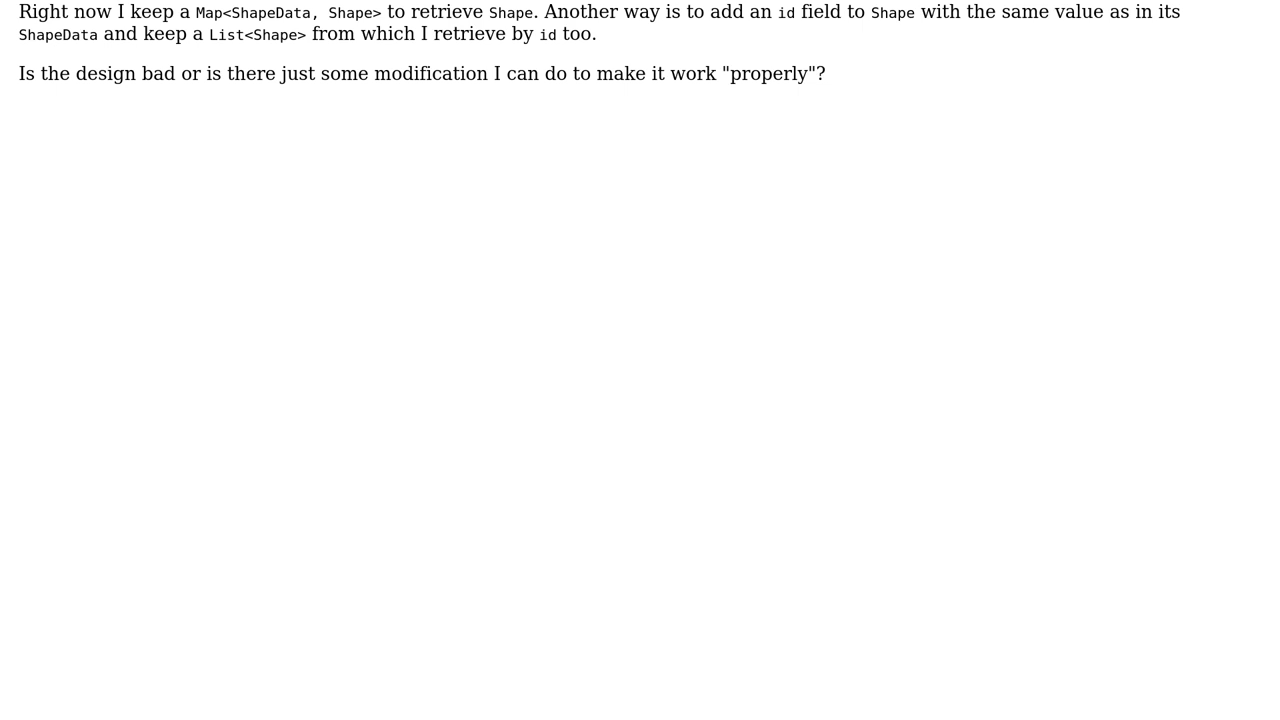 Right now I keep a Map<ShapeData, Shape> to retrieve Shape. Another way is to add an id field to Shape with the same value as in its
ShapeData and keep a List<Shape> from which I retrieve by id too.
Is the design bad or is there just some modification I can do to make it work "properly"?